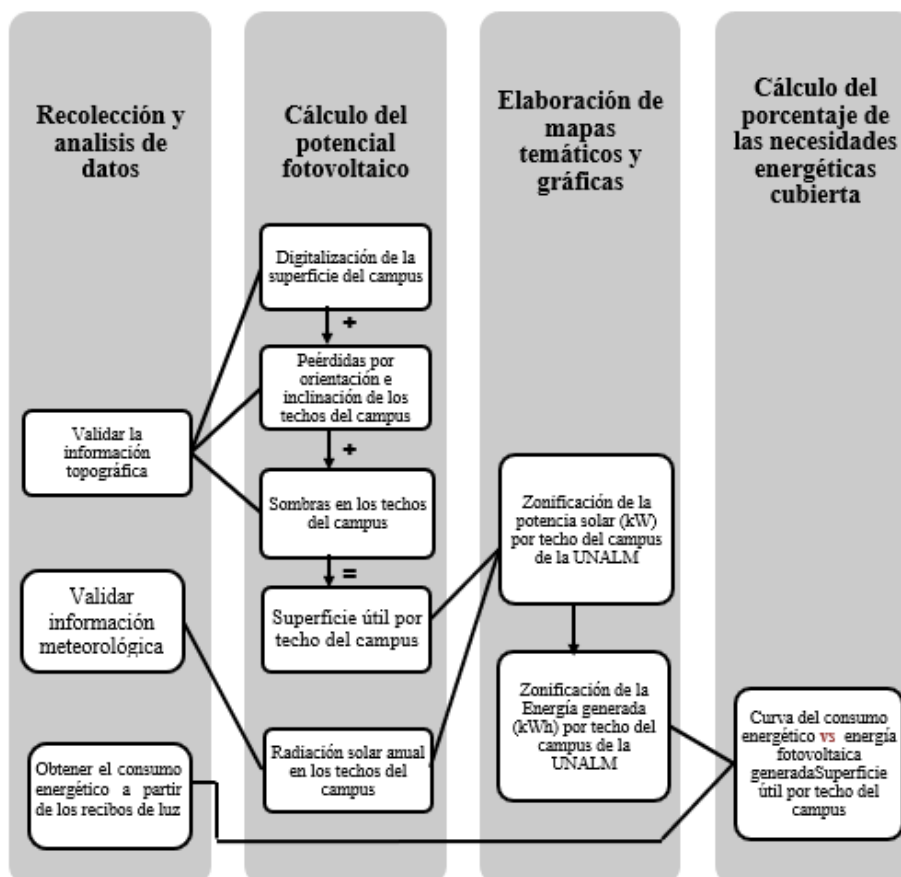 Recolección y
analisis de
datos
Validar la
información
topográfica
Validar
información
meteorológica
Obtener el consumo
energético a partir
de los recibos de luz
Cálculo del
potencial
fotovoltaico
Digitalización de la
superficie del campus
+
Peérdidas por
orientación e
inclinación de los
techos del campus
+
Sombras en los techos
del campus
=
Superficie útil por
techo del campus
Radiación solar anual
en los techos del
campus
Elaboración de
mapas
temáticos y
gráficas
Zonificación de la
potencia solar (kW)
por techo del campus
de la UNALM
Zonificación de la
Energía generada
(kWh) por techo del
campus de la
UNALM
Cálculo del
porcentaje de
las necesidades
energéticas
cubierta
Curva del consumo
energético vs energía
fotovoltaica
generadaSuperficie
útil por techo del
campus